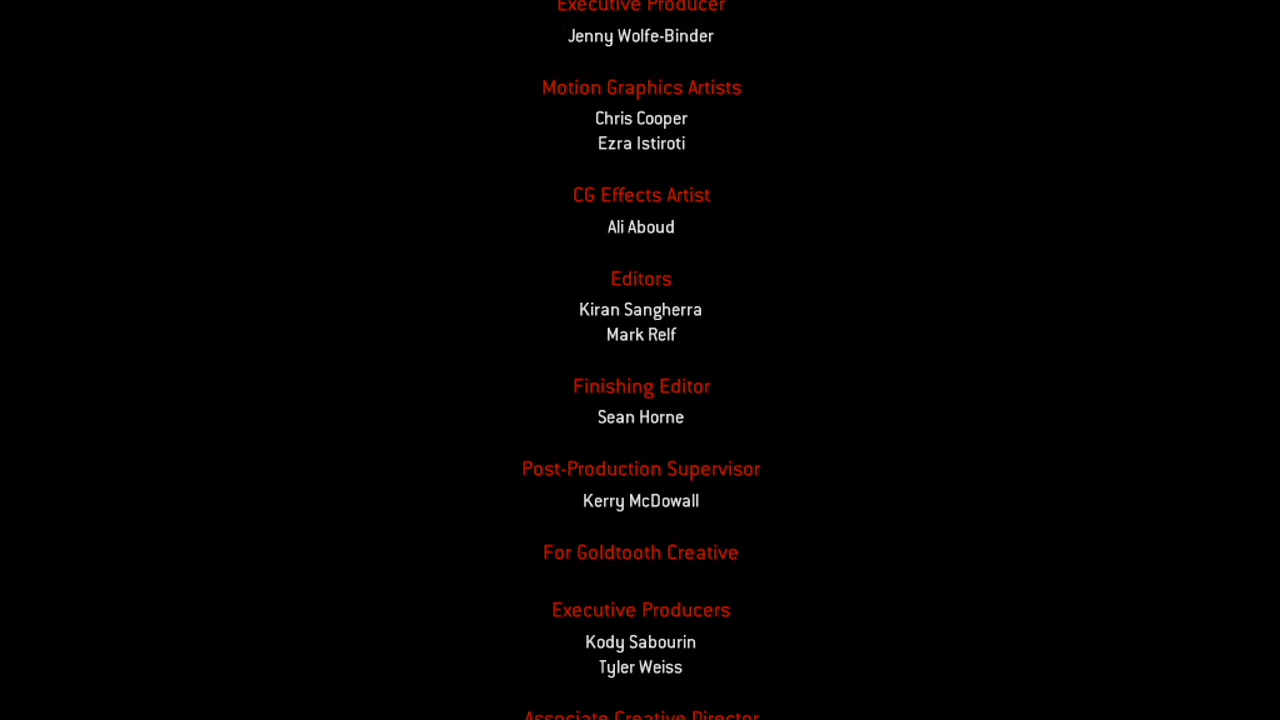 Executive Producer
Jenny Wolfe-Binder
Motion Graphics Artists
Chris Cooper
Ezra Istiroti
CG Effects Artist
Ali Aboud
Editors
Kiran Sangherra
Mark Relf
Finishing Editor
Sean Horne
Post-Production Supervisor
Kerry McDowall
For Goldtooth Creative
Executive Producers
Kody Sabourin
Tyler Weiss
Associate Creative Director